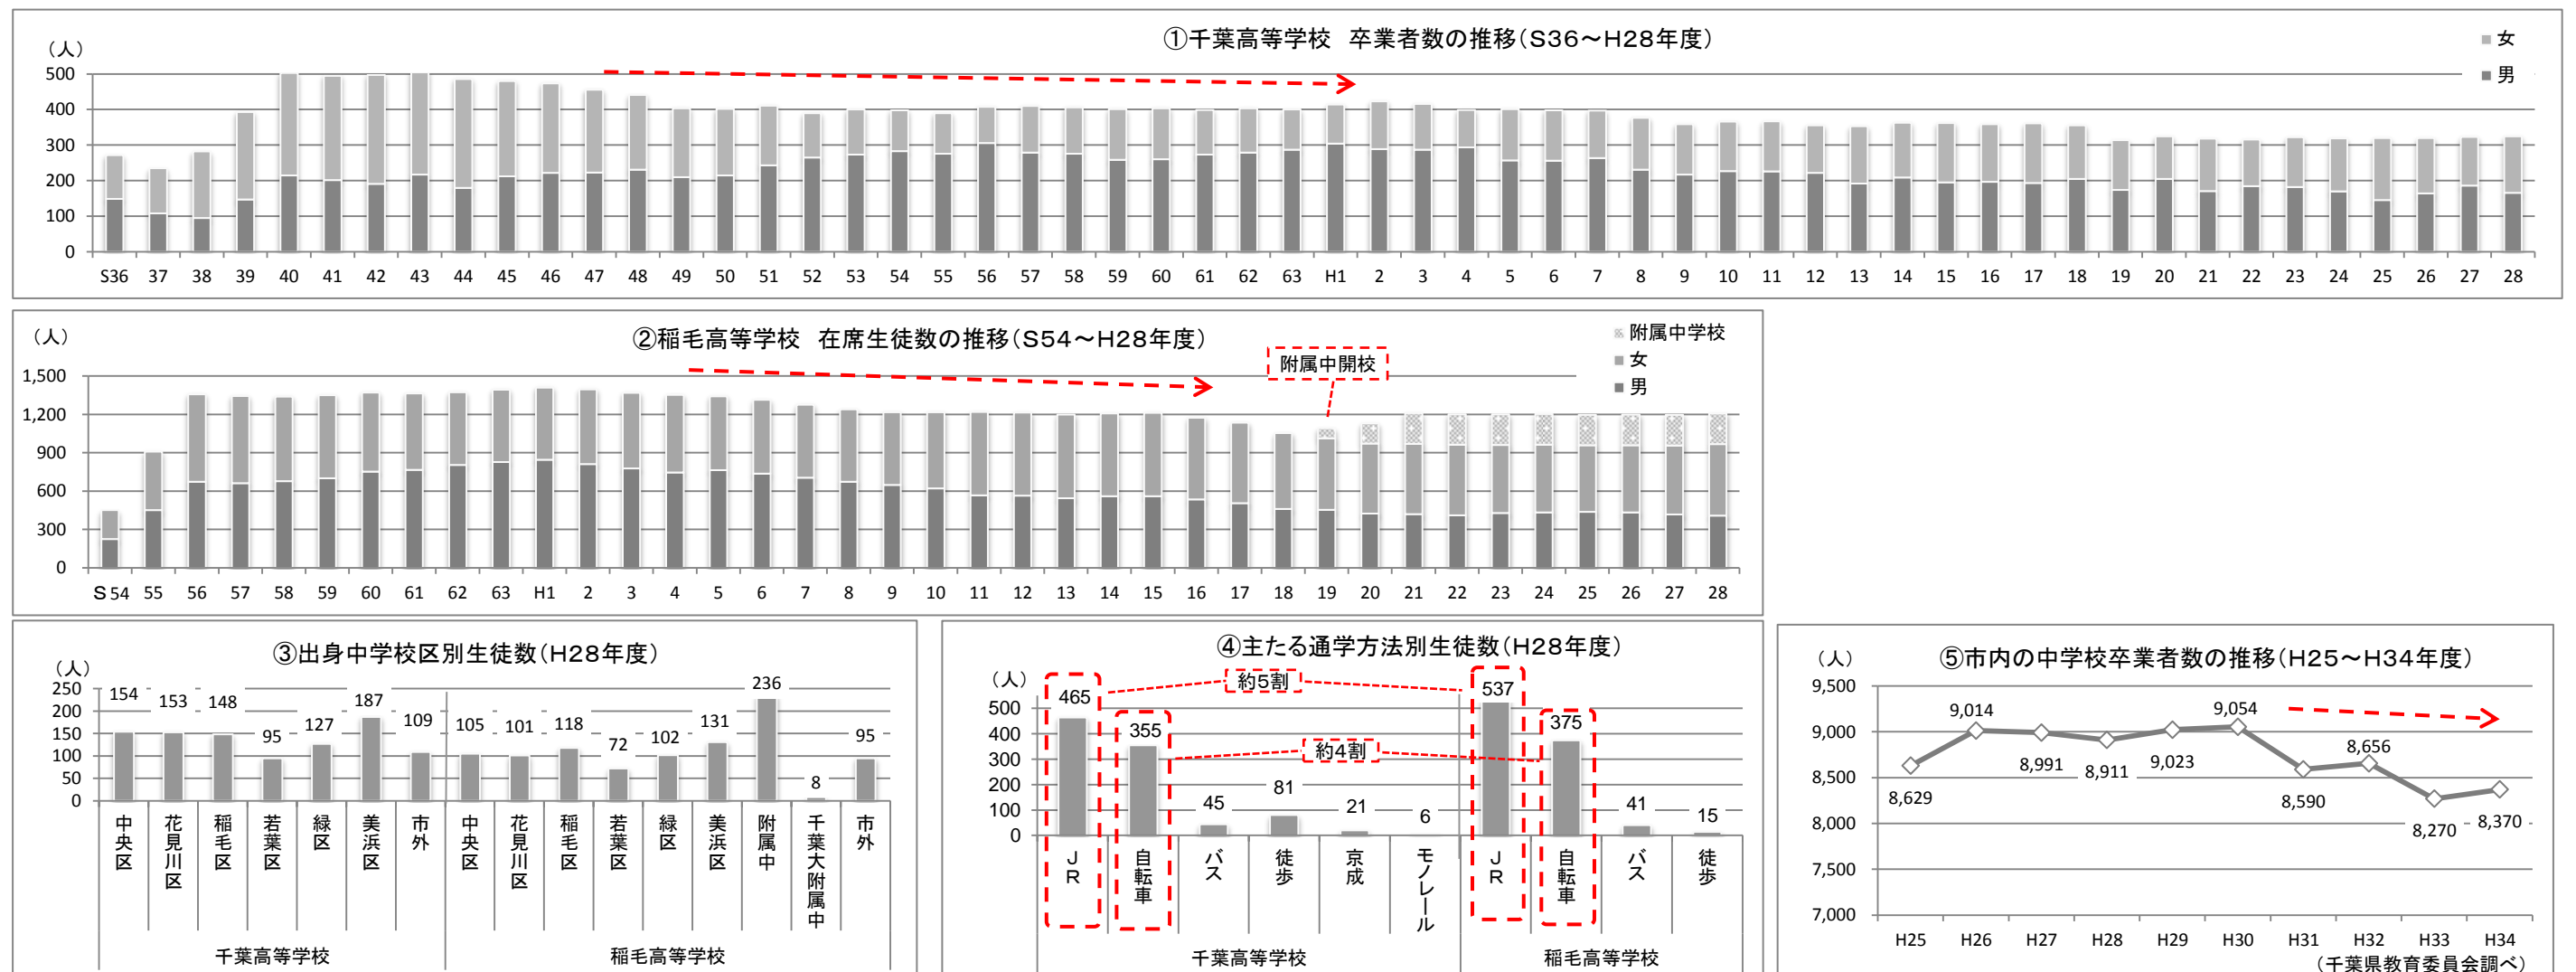 ①千葉高等学校　卒業者数の推移（S36～H28年度）
（人）
女
男
500
400
300
200
100
0
S36 37 38 39 40 41 42 43 44 45 46 47 48 49 50 51 52 53 54 55 56 57 58 59 60 61 62 63 H1 2 3 4 5 6 7 8 9 10 11 12 13 14 15 16 17 18 19 20 21 22 23 24 25 26 27 28
②稲毛高等学校　在席生徒数の推移（S54～H28年度）
（人）
附属中学校
女
男
附属中開校
1,500
1,200
900
600
300
0
S54 55 56 57 58 59 60 61 62 63 H1 2 3 4 5 6 7 8 9 10 11 12 13 14 15 16 17 18 19 20 21 22 23 24 25 26 27 28
③出身中学校区別生徒数（H28年度）
（人）
250
200
150
100
50
0
154 153 148 95 127 187 109 105 101 118 72 102 131 236 8 95
中央区 花見川区 稲毛区 若葉区 緑区 美浜区 市外 中央区 花見川区 稲毛区 若葉区 緑区 美浜区 附属中 千葉大附属中 市外
千葉高等学校 稲毛高等学校
④主たる通学方法別生徒数（H28年度）
（人）
約5割
約4割
500
400
300
200
100
0
465 355 45 81 21 6 537 375 41 15
JR 自転車 バス 徒歩 京成 モノレール JR 自転車 バス 徒歩
千葉高等学校 稲毛高等学校
⑤市内の中学校卒業者数の推移（H25～H34年度）
（人）
9,500
9,000
8,500
8,000
7,500
7,000
8,629 9,014 8,991 8,911 9,023 9,054 8,590 8,656 8,270 8,370
H25 H26 H27 H28 H29 H30 H31 H32 H33 H34
（千葉県教育委員会調べ）